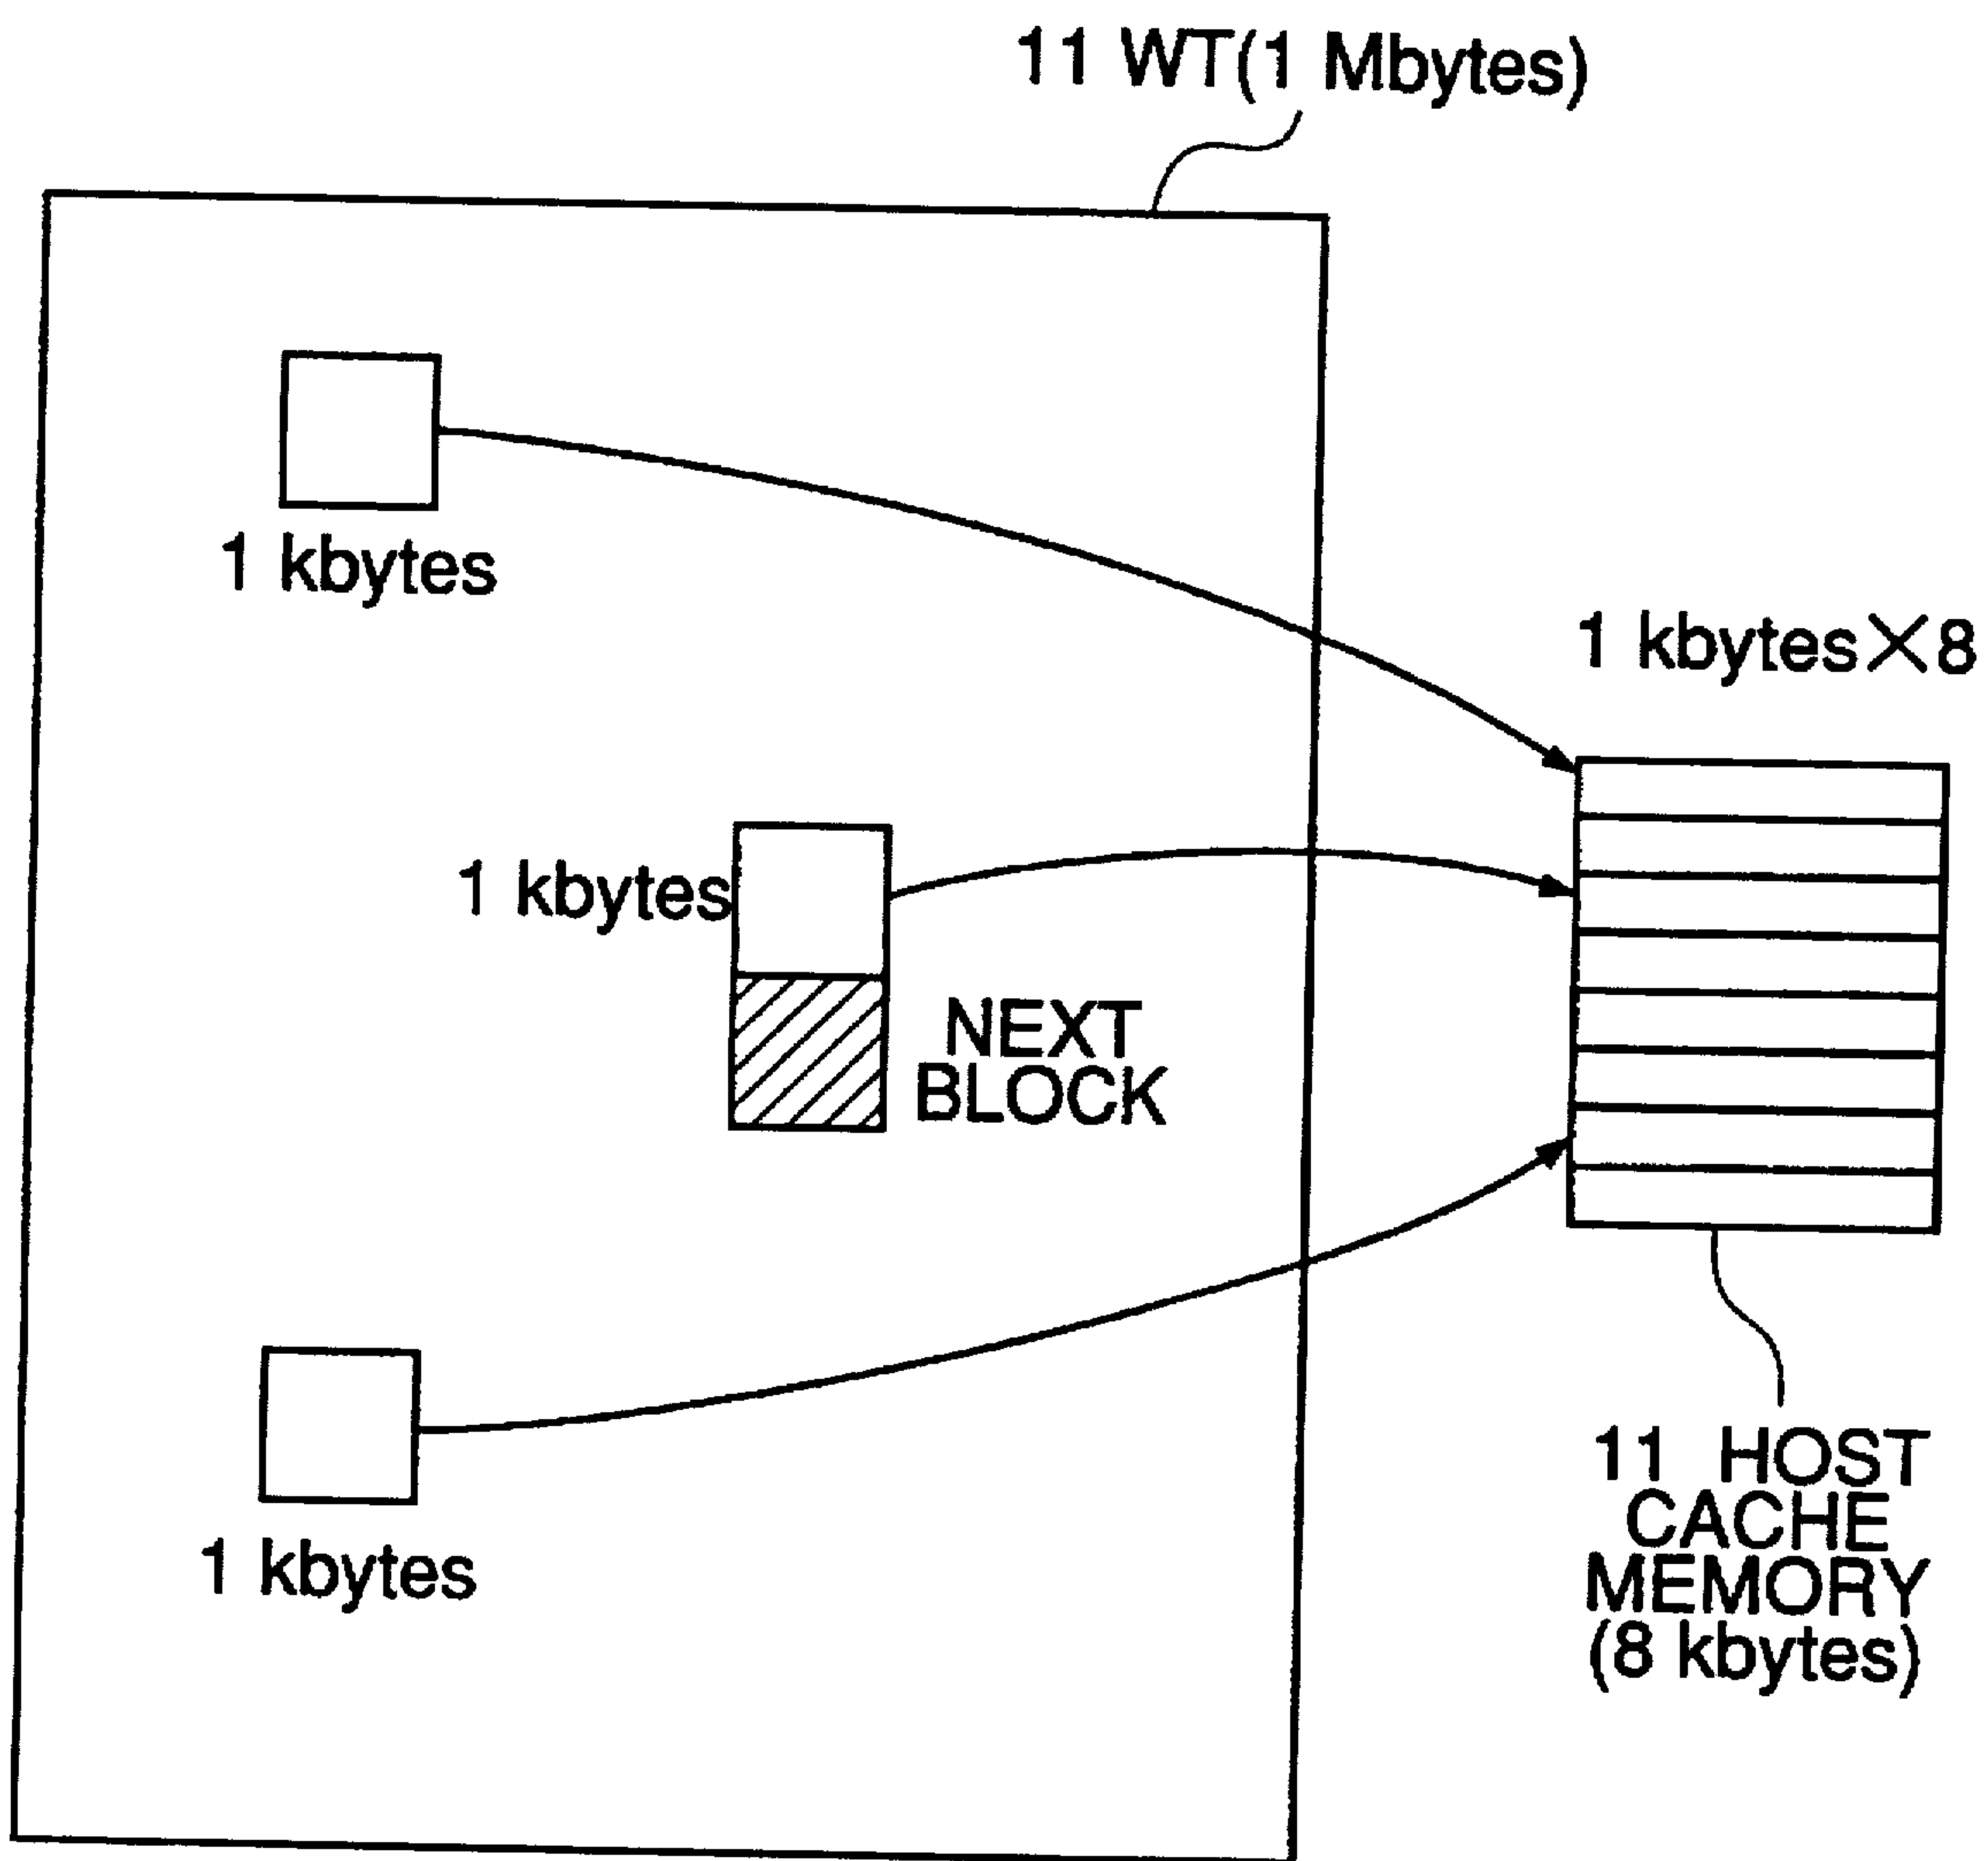 11 WT(1 Mbytes)
1 kbytes
1 kbytes×8
1 kbytes
NEXT
BLOCK
1 kbytes
11 HOST
CACHE
MEMORY
(8 kbytes)